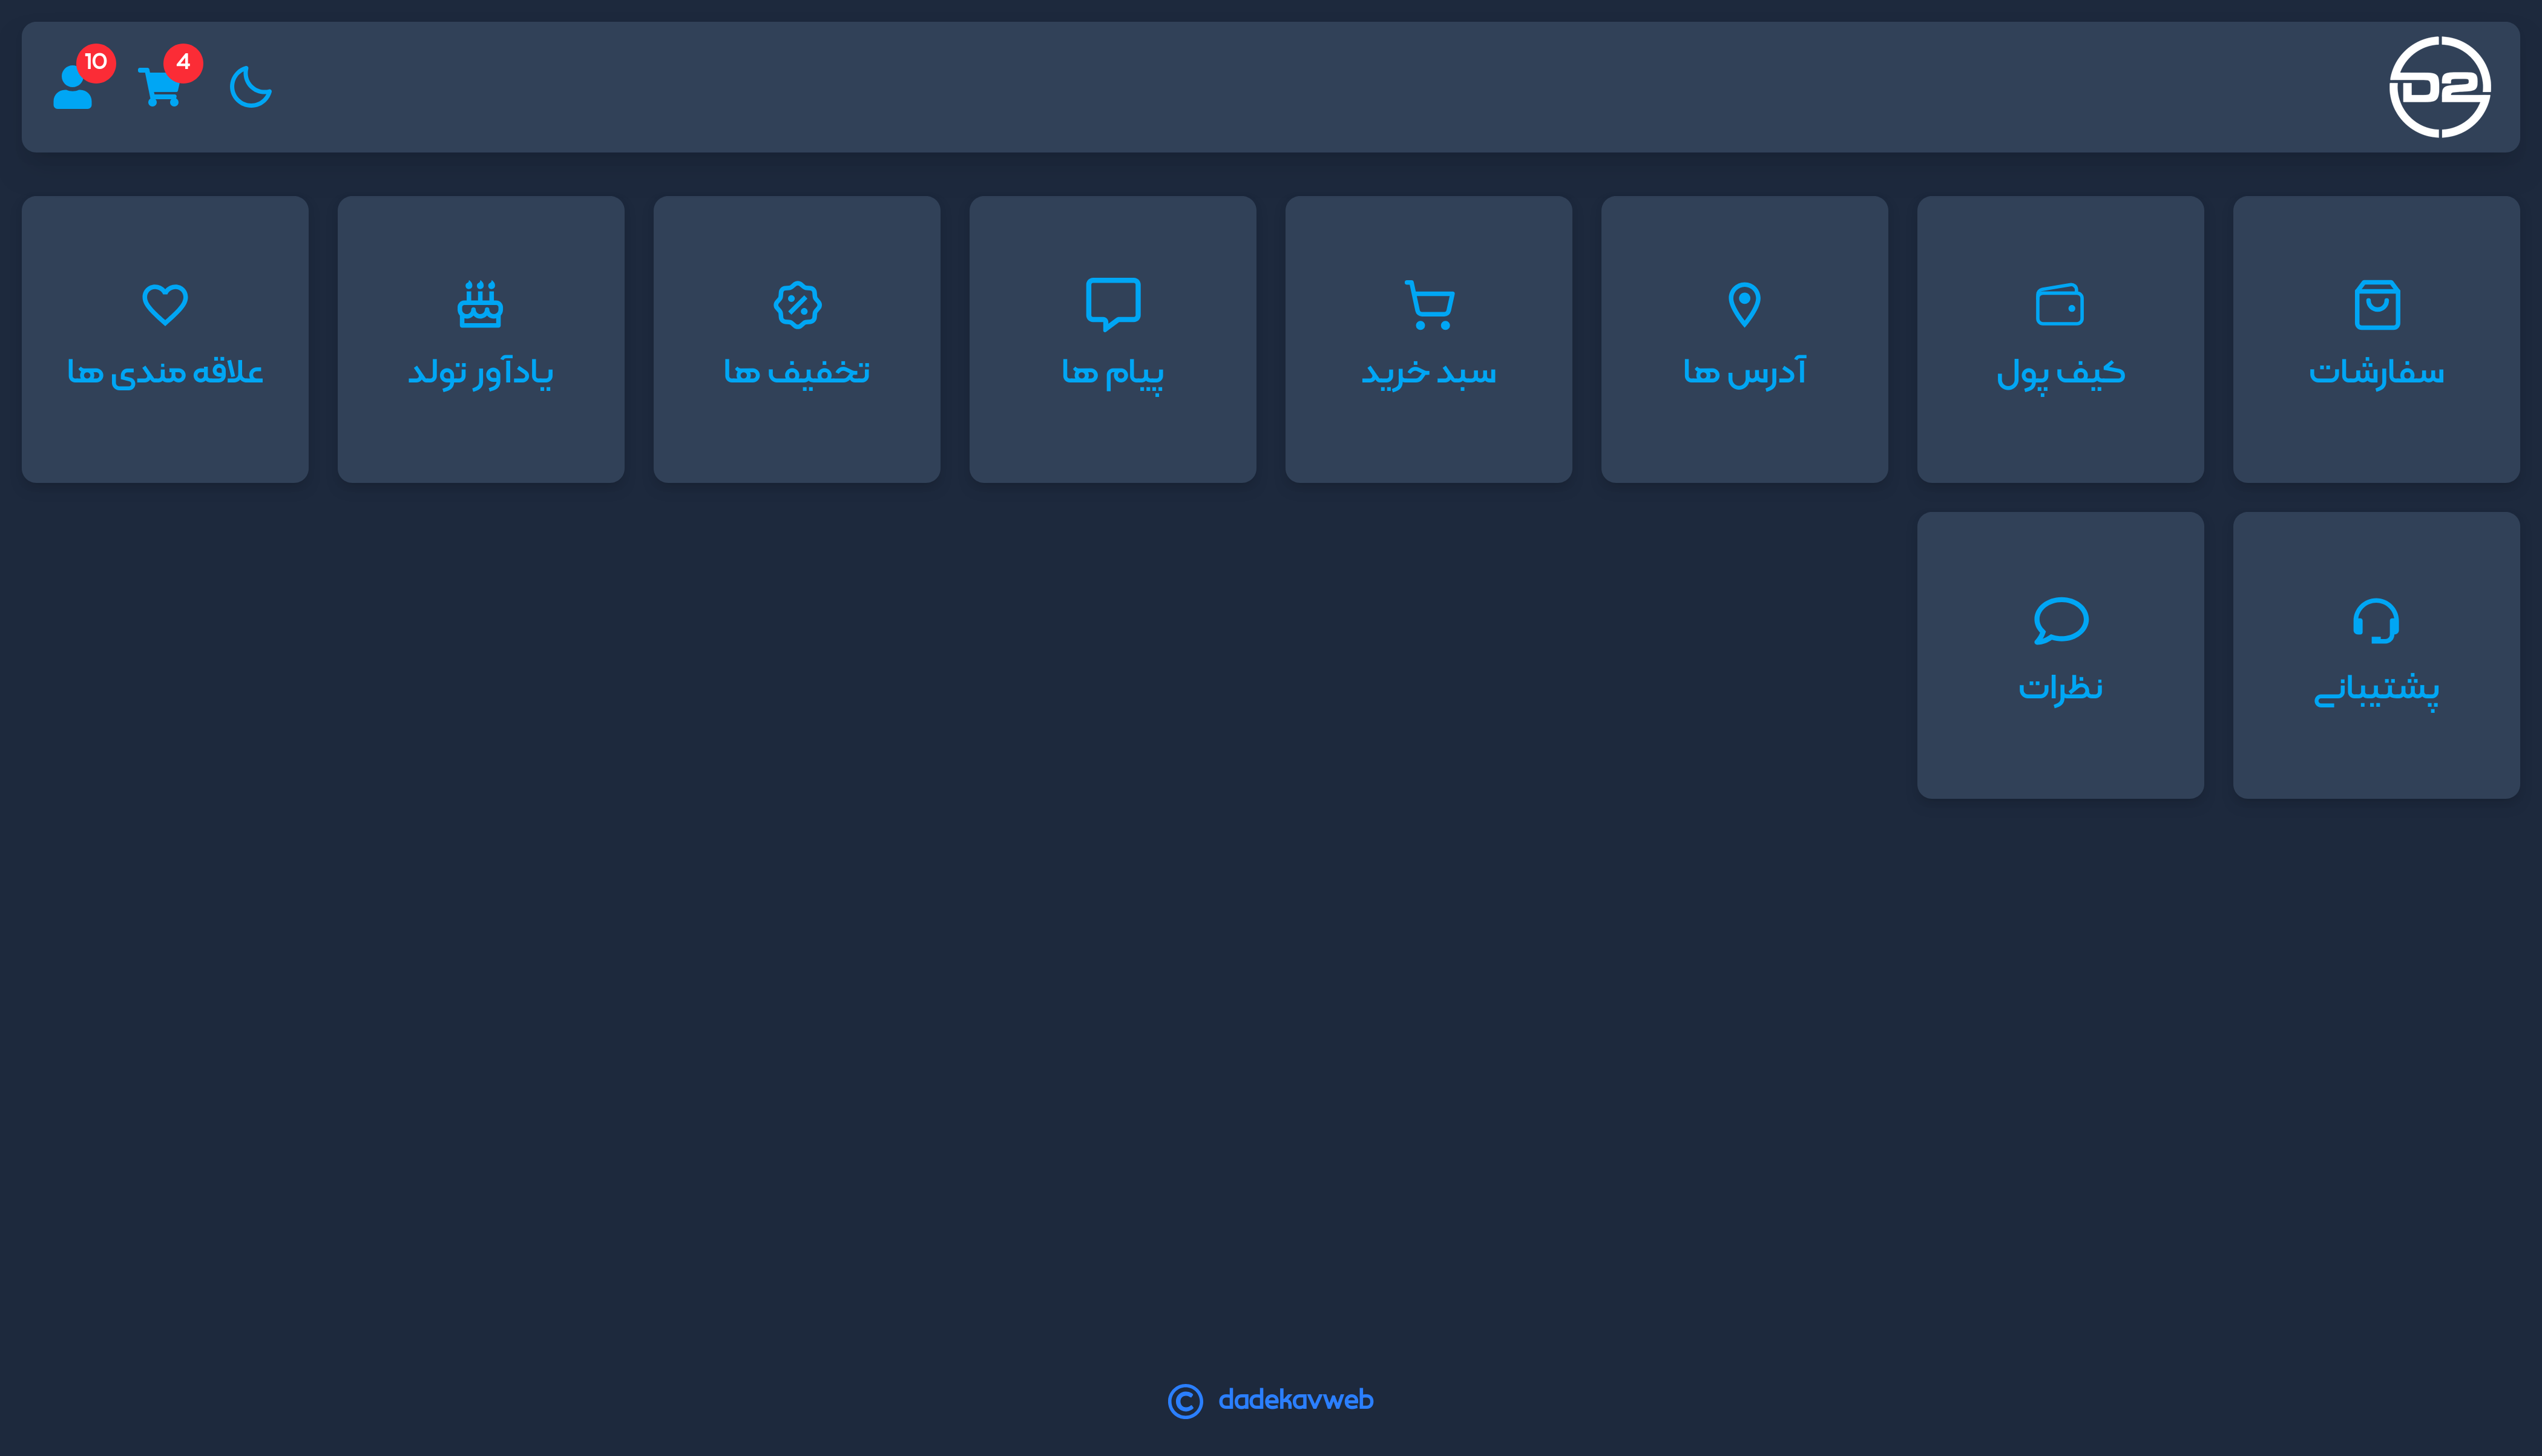 D2
4
10
سفارشات
کیف پول
آدرس ها
سبد خرید
پیام ها
تخفیف ها
یادآور تولد
علاقه مندی ها
پشتیبانی
نظرات
© dadekavweb